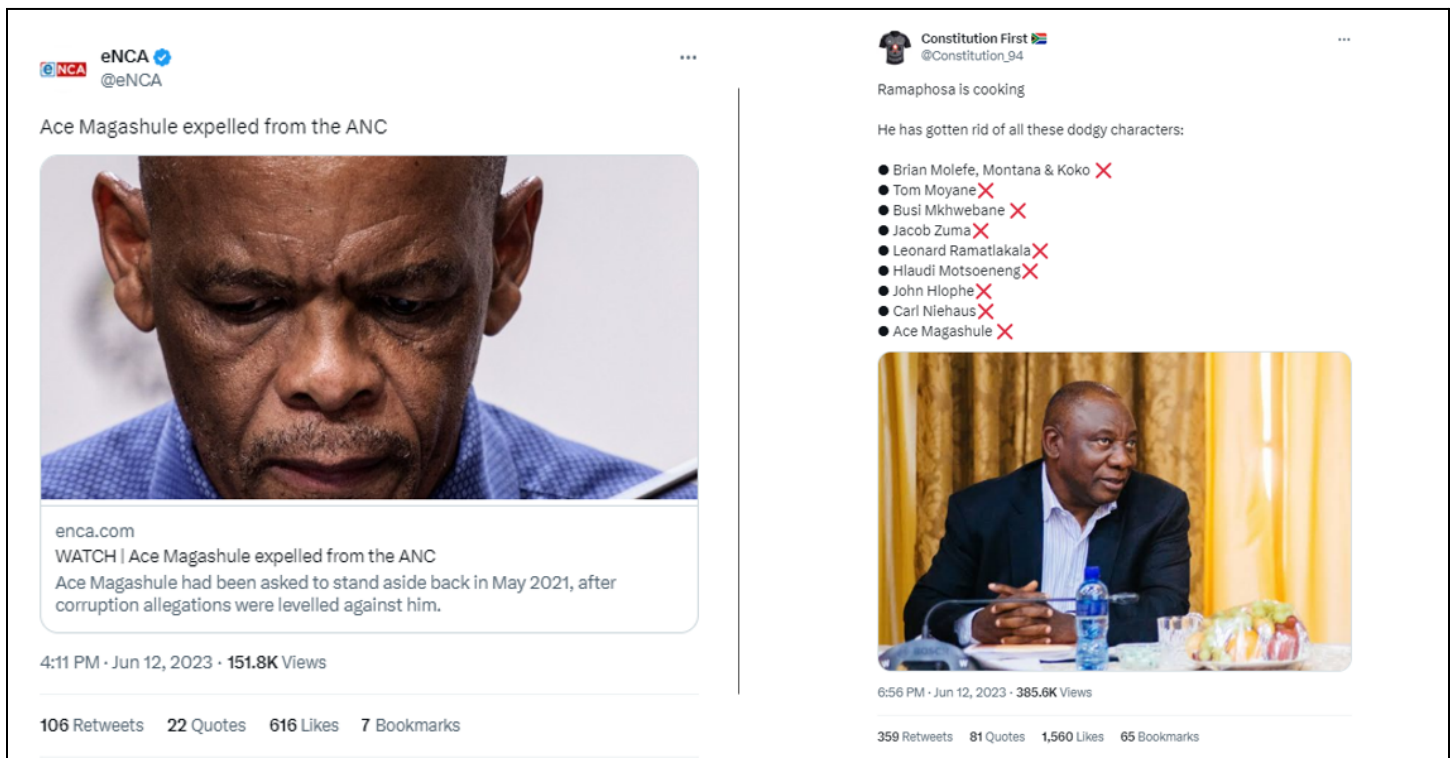 eNCA
@eNCA
eNCA
Ace Magashule expelled from the ANC
enca.com
WATCH | Ace Magashule expelled from the ANC
Ace Magashule had been asked to stand aside back in May 2021, after
corruption allegations were levelled against him.
4:11 PM · Jun 12, 2023 · 151.8K Views
106 Retweets 22 Quotes 616 Likes 7 Bookmarks
Constitution First
@Constitution_94
Ramaphosa is cooking
He has gotten rid of all these dodgy characters:
● Brian Molefe, Montana & Koko ❌
● Tom Moyane❌
● Busi Mkhwebane ❌
● Jacob Zuma❌
● Leonard Ramatlakala❌
● Hlaudi Motsoeneng❌
● John Hlophe❌
● Carl Niehaus❌
● Ace Magashule ❌
BOSCH
6:56 PM · Jun 12, 2023 · 385.6K Views
359 Retweets 81 Quotes 1,560 Likes 65 Bookmarks